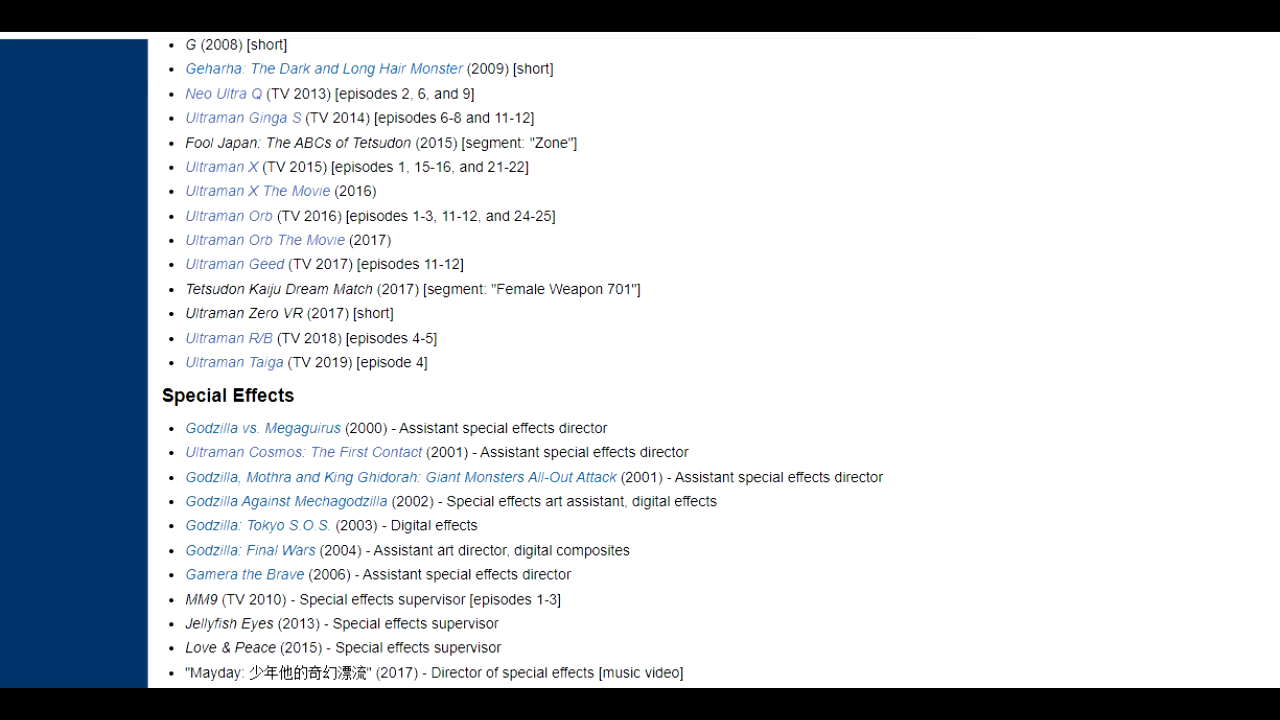 G (2008) [short]
Geharha: The Dark and Long Hair Monster (2009) [short]
Neo Ultra Q (TV 2013) [episodes 2, 6, and 9]
Ultraman Ginga S (TV 2014) [episodes 6-8 and 11-12]
Fool Japan: The ABCs of Tetsudon (2015) [segment: "Zone"]
Ultraman X (TV 2015) [episodes 1, 15-16, and 21-22]
Ultraman X The Movie (2016)
Ultraman Orb (TV 2016) [episodes 1-3, 11-12, and 24-25]
Ultraman Orb The Movie (2017)
Ultraman Geed (TV 2017) [episodes 11-12]
Tetsudon Kaiju Dream Match (2017) [segment: "Female Weapon 701"]
Ultraman Zero VR (2017) [short]
Ultraman R/B (TV 2018) [episodes 4-5]
Ultraman Taiga (TV 2019) [episode 4]
Special Effects
Godzilla vs. Megaguirus (2000) - Assistant special effects director
Ultraman Cosmos: The First Contact (2001) - Assistant special effects director
Godzilla, Mothra and King Ghidorah: Giant Monsters All-Out Attack (2001) - Assistant special effects director
Godzilla Against Mechagodzilla (2002) - Special effects art assistant, digital effects
Godzilla: Tokyo S.O.S. (2003) - Digital effects
Godzilla: Final Wars (2004) - Assistant art director, digital composites
Gamera the Brave (2006) - Assistant special effects director
MM9 (TV 2010) - Special effects supervisor [episodes 1-3]
Jellyfish Eyes (2013) - Special effects supervisor
Love & Peace (2015) - Special effects supervisor
"Mayday: 少年他的奇幻漂流" (2017) - Director of special effects [music video]